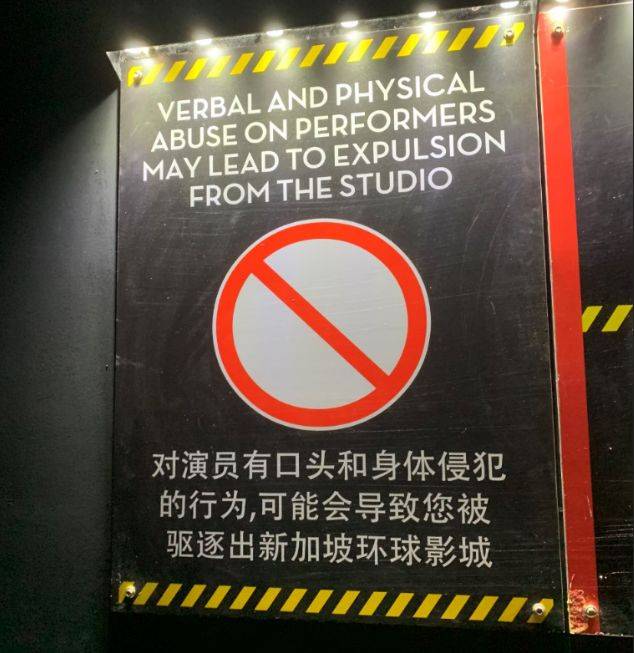 VERBAL AND PHYSICAL
ABUSE ON PERFORMERS
MAY LEAD TO EXPULSION
FROM THE STUDIO
对演员有口头和身体侵犯
的行为,可能会导致您被
驱逐出新加坡环球影城